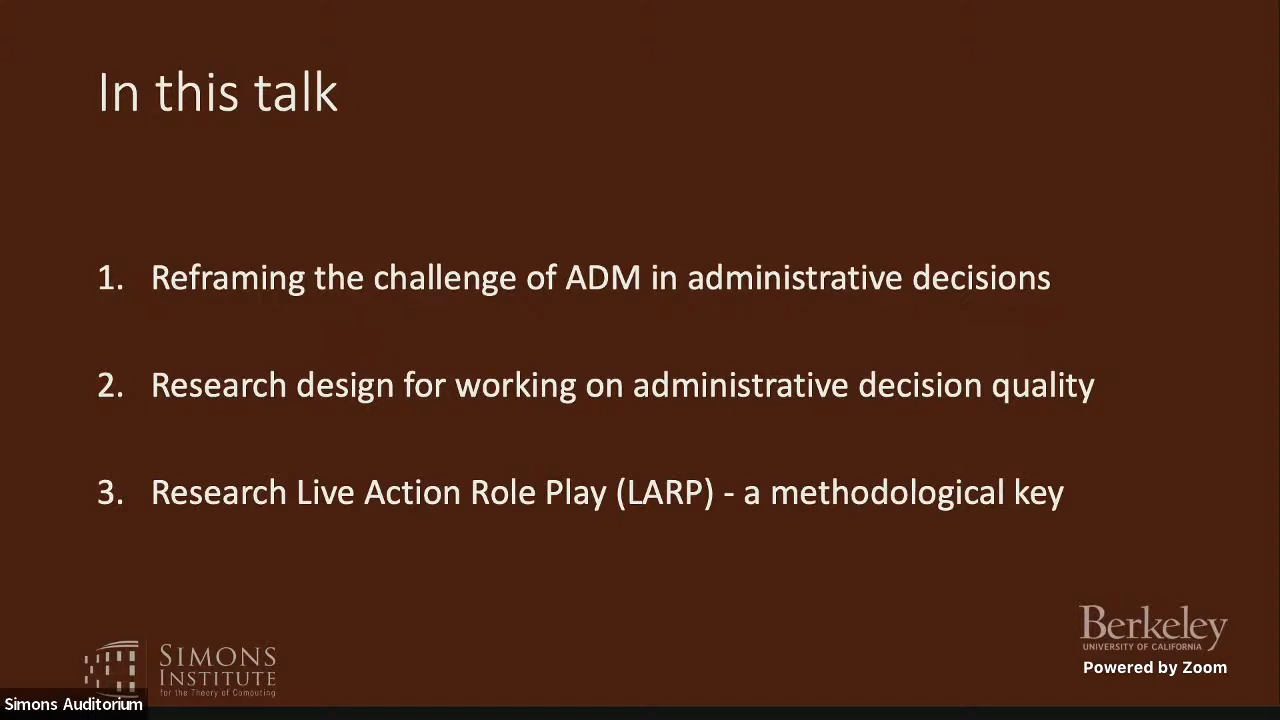 In this talk
1. Reframing the challenge of ADM in administrative decisions
2. Research design for working on administrative decision quality
3. Research Live Action Role Play (LARP) - a methodological key
SIMONS
INSTITUTE
for the Theory of Computing
Berkeley
UNIVERSITY OF CALIFORNIA
Powered by Zoom
Simons Auditorium